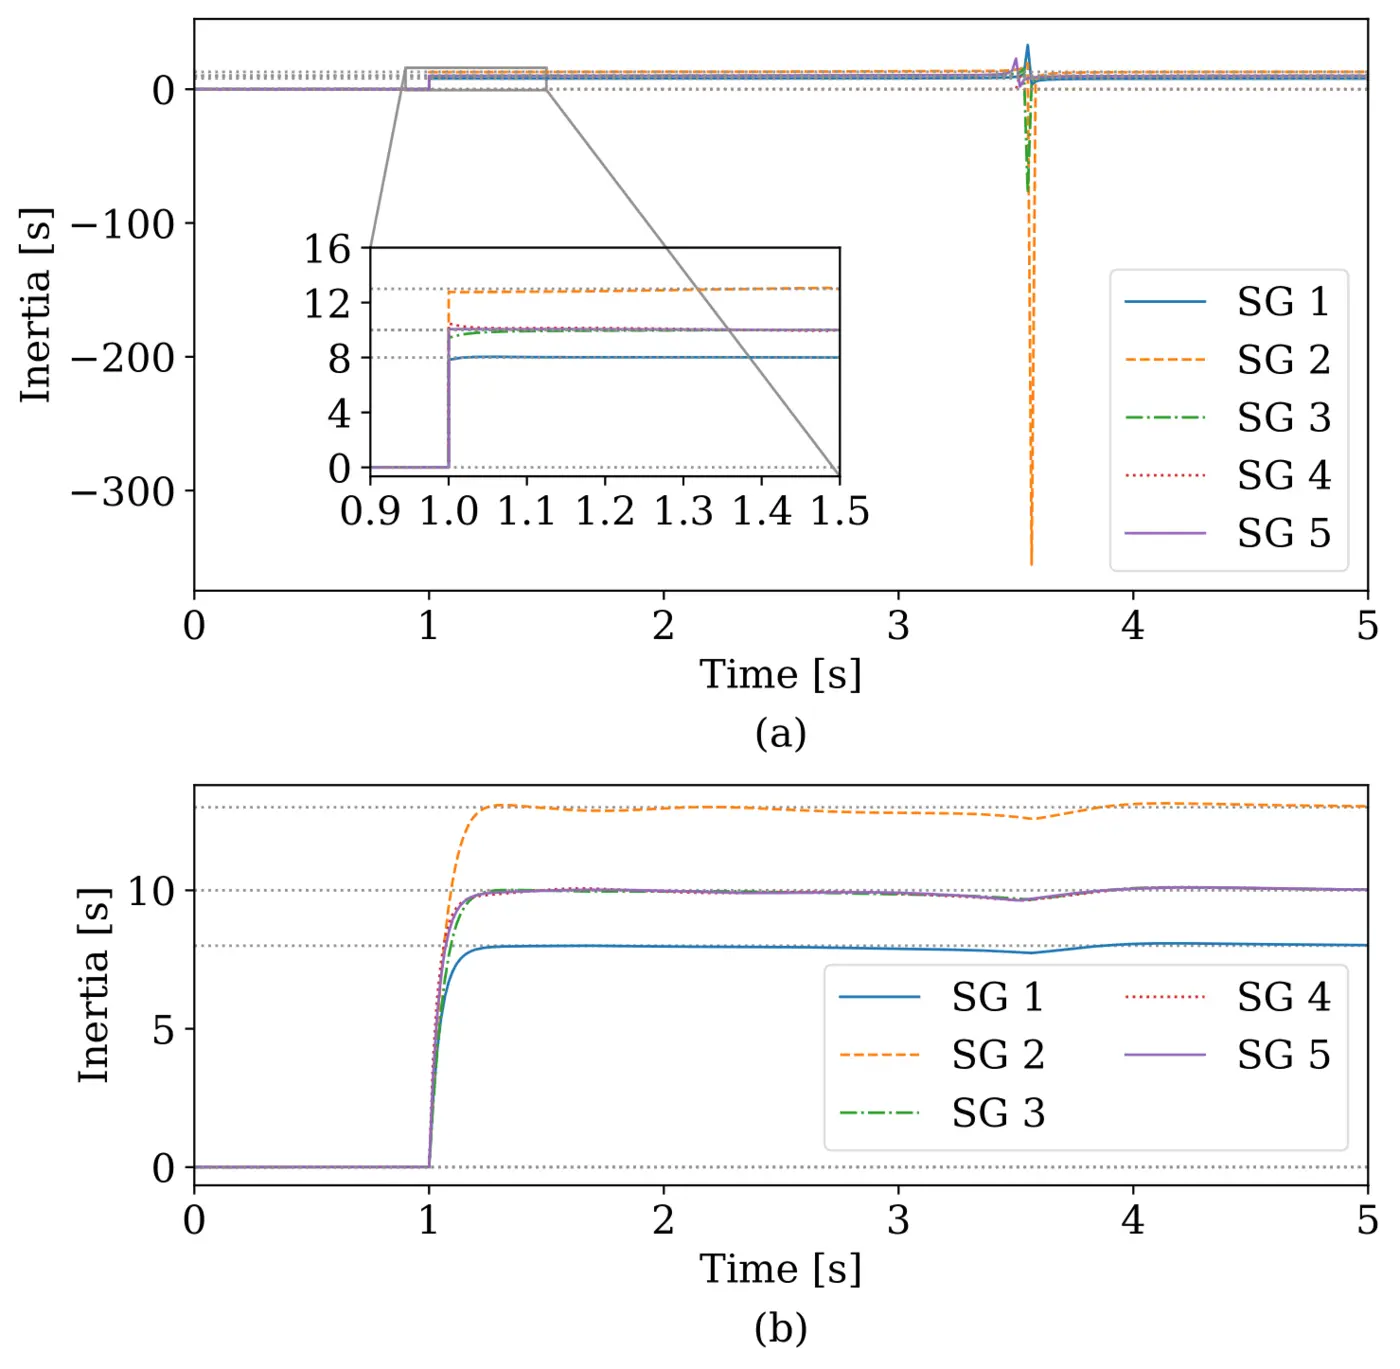 0
−100
−200
−300
Inertia [s]
16
12
8
4
0
0.9 1.0 1.1 1.2 1.3 1.4 1.5
SG 1
SG 2
SG 3
SG 4
SG 5
0 1 2 3 4 5
Time [s]
(a)
10
5
0
Inertia [s]
SG 1 SG 4
SG 2 SG 5
SG 3
0 1 2 3 4 5
Time [s]
(b)